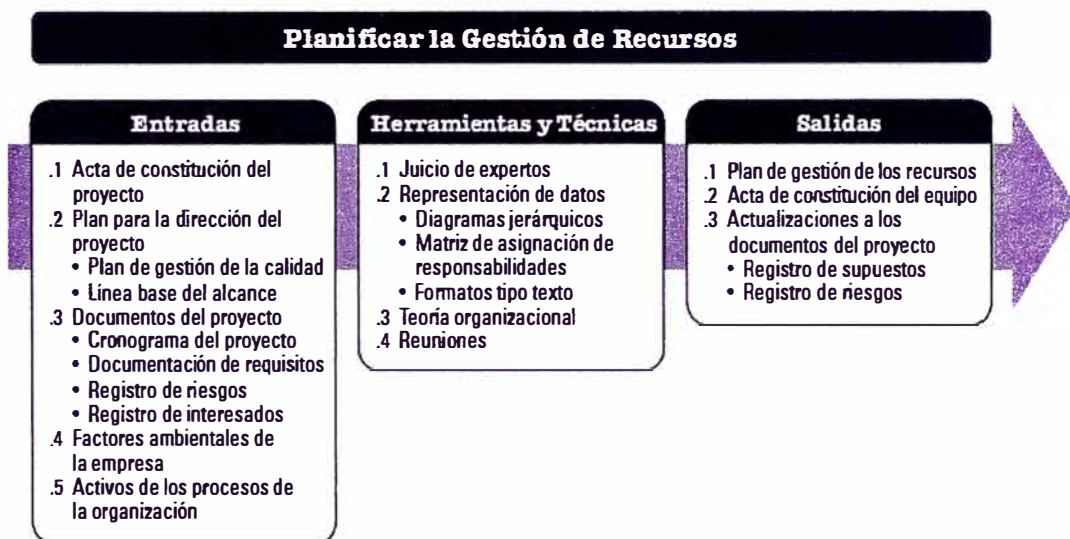 Planificar la Gestión de Recursos
Entradas
.1 Acta de constitución del
proyecto
.2 Plan para la dirección del
proyecto
• Plan de gestión de la calidad
• Línea base del alcance
.3 Documentos del proyecto
• Cronograma del proyecto
• Documentación de requisitos
• Registro de riesgos
• Registro de interesados
.4 Factores ambientales de
la empresa
.5 Activos de los procesos de
la organización
Herramientas y Técnicas
.1 Juicio de expertos
.2 Representación de datos
• Diagramas jerárquicos
• Matriz de asignación de
responsabilidades
• Formatos tipo texto
.3 Teoría organizacional
.4 Reuniones
Salidas
.1 Plan de gestión de los recursos
.2 Acta de constitución del equipo
.3 Actualizaciones a los
documentos del proyecto
• Registro de supuestos
• Registro de riesgos